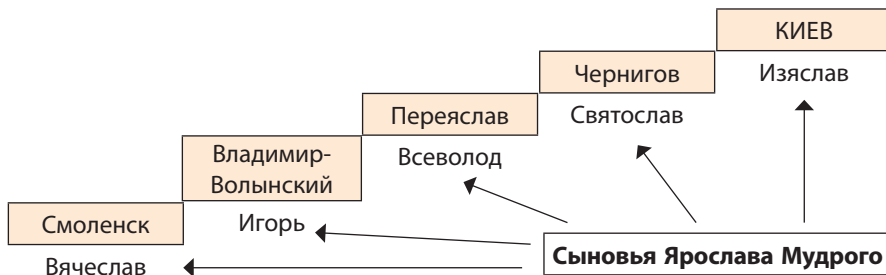 КИЕВ
Изяслав
Чернигов
Святослав
Переяслав
Всеволод
Владимир-
Волынский
Игорь
Смоленск
Вячеслав
Сыновья Ярослава Мудрого